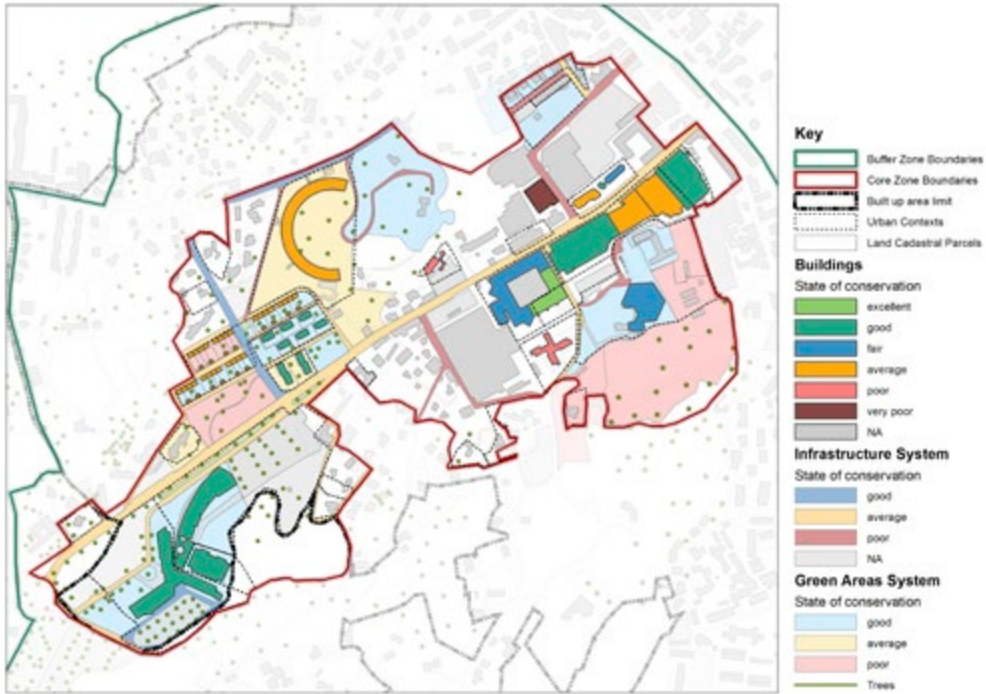 Key
Buffer Zone Boundaries
Core Zone Boundaries
Built up area limit
Urban Contexts
Land Cadastral Parcels
Buildings
State of conservation
excellent
good
fair
average
poor
very poor
NA
Infrastructure System
State of conservation
good
average
poor
NA
Green Areas System
State of conservation
good
average
poor
Trees